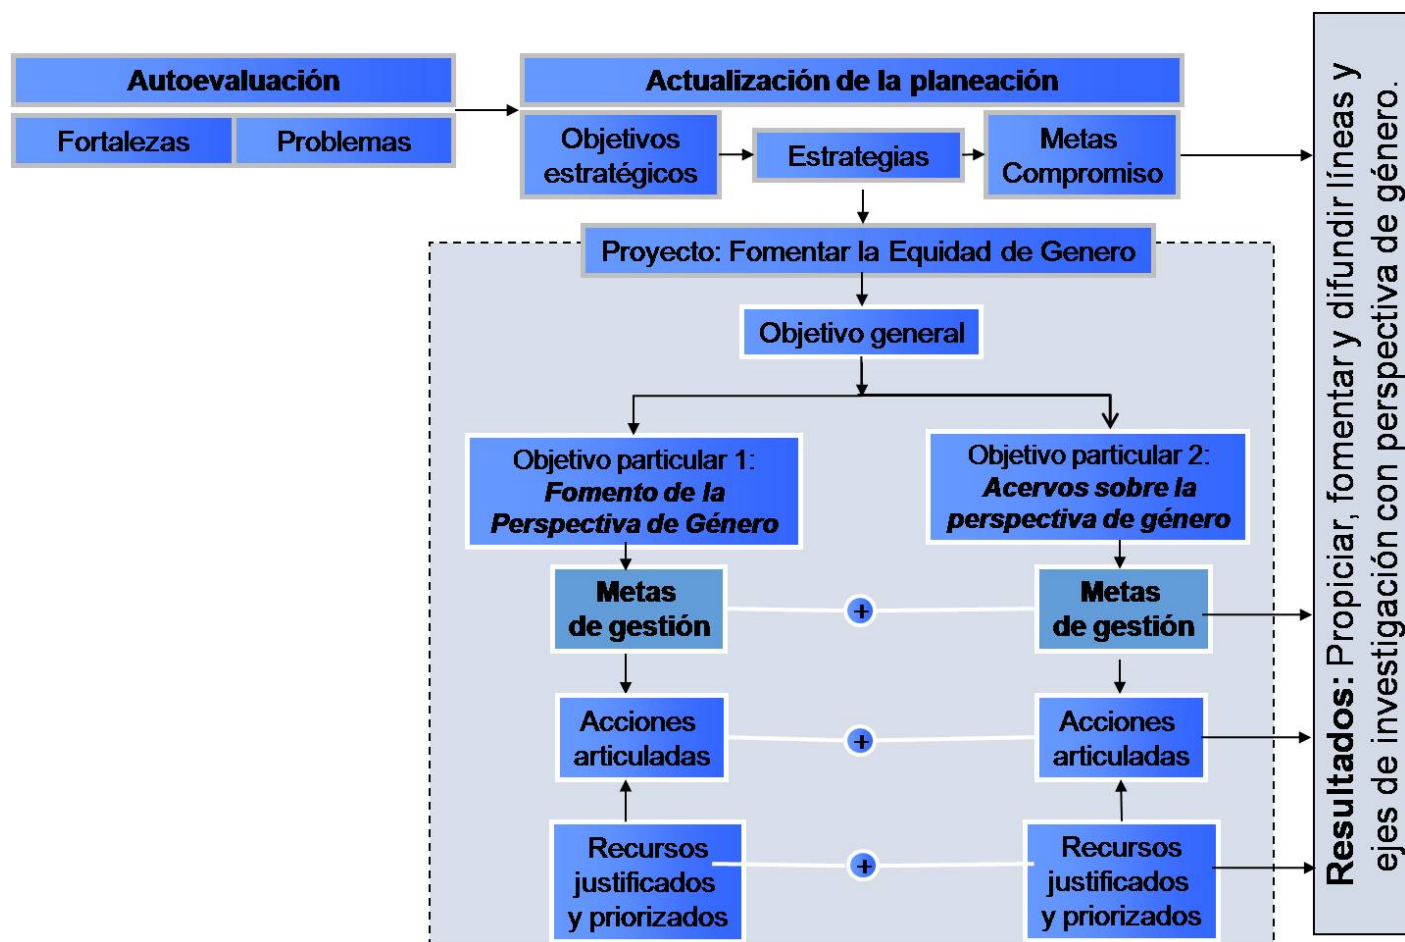 Autoevaluación
Fortalezas
Problemas
Actualización de la planeación
Objetivos
estratégicos
Estrategias
Metas
Compromiso
Proyecto: Fomentar la Equidad de Genero
Objetivo general
Objetivo particular 1:
Fomento de la
Perspectiva de Género
Objetivo particular 2:
Acervos sobre la
perspectiva de género
Metas
de gestión
+
Metas
de gestión
Acciones
articuladas
+
Acciones
articuladas
Recursos
justificados
y priorizados
+
Recursos
justificados
y priorizados
Resultados: Propiciar, fomentar y difundir líneas y
ejes de investigación con perspectiva de género.